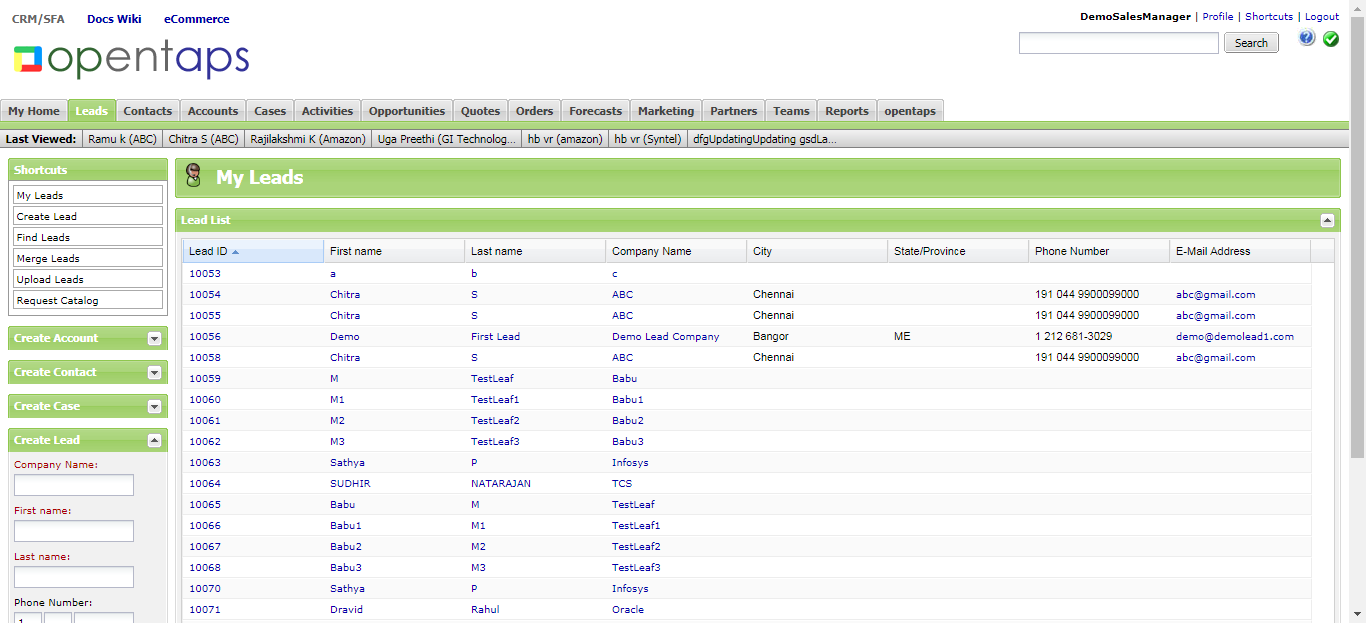 CRM/SFA Docs Wiki eCommerce
DemoSalesManager | Profile | Shortcuts | Logout
opentaps
Search
My Home Leads Contacts Accounts Cases Activities Opportunities Quotes Orders Forecasts Marketing Partners Teams Reports opentaps
Last Viewed: Ramu k (ABC) Chitra S (ABC) Rajilakshmi K (Amazon) Uga Preethi (GI Technolog... hb vr (amazon) hb vr (Syntel) dfgUpdatingUpdating gsdLa...
Shortcuts
My Leads
Create Lead
Find Leads
Merge Leads
Upload Leads
Request Catalog
Create Account
Create Contact
Create Case
Create Lead
Company Name:
First name:
Last name:
Phone Number:
1
My Leads
Lead List
Lead ID First name Last name Company Name City State/Province Phone Number E-Mail Address
10053 a b c
10054 Chitra S ABC Chennai 191 044 9900099000 abc@gmail.com
10055 Chitra S ABC Chennai 191 044 9900099000 abc@gmail.com
10056 Demo First Lead Demo Lead Company Bangor ME 1 212 681-3029 demo@demolead1.com
10058 Chitra S ABC Chennai 191 044 9900099000 abc@gmail.com
10059 M TestLeaf Babu
10060 M1 TestLeaf1 Babu1
10061 M2 TestLeaf2 Babu2
10062 M3 TestLeaf3 Babu3
10063 Sathya P Infosys
10064 SUDHIR NATARAJAN TCS
10065 Babu M TestLeaf
10066 Babu1 M1 TestLeaf1
10067 Babu2 M2 TestLeaf2
10068 Babu3 M3 TestLeaf3
10070 Sathya P Infosys
10071 Dravid Rahul Oracle